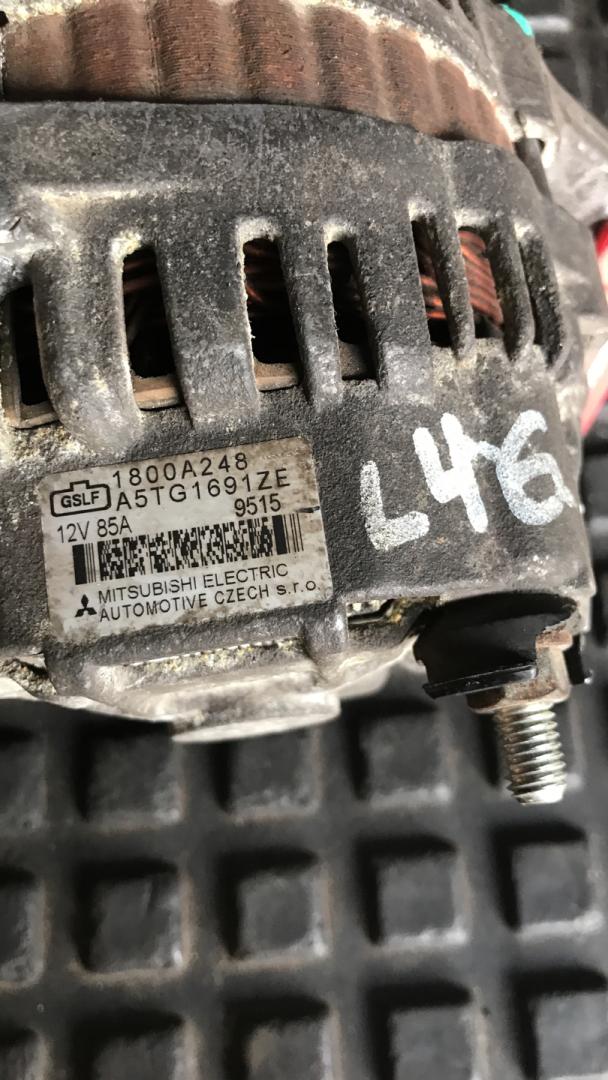 1800A248
GSLF A5TG1691ZE
9515
12V 85A
MITSUBISHI ELECTRIC
AUTOMOTIVE CZECH s.r.o.
L46